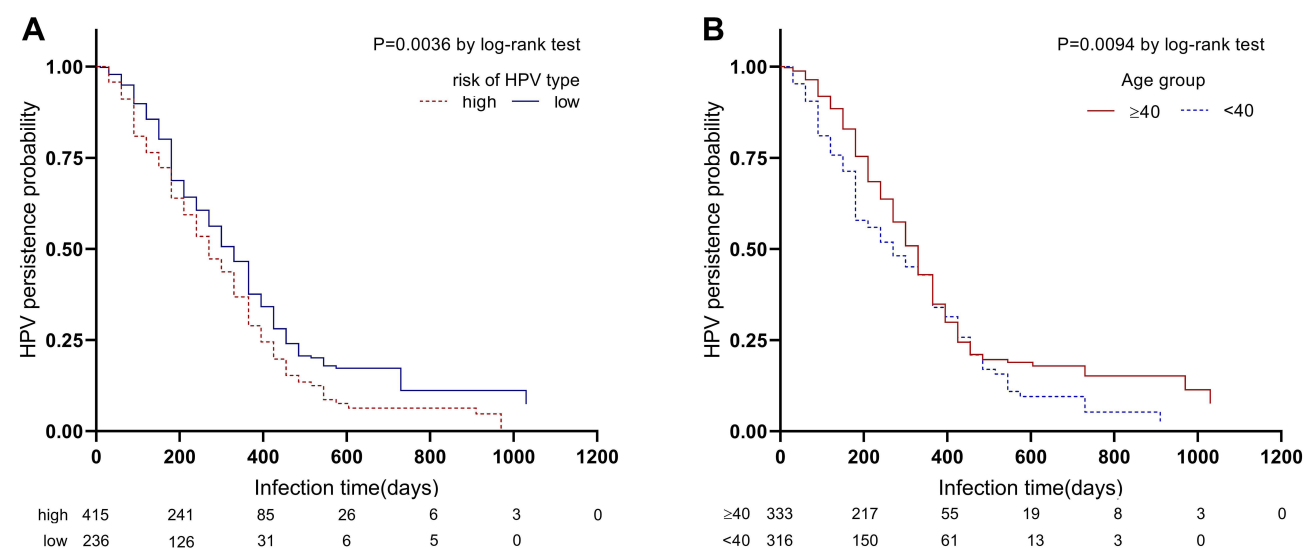 A
P=0.0036 by log-rank test
risk of HPV type
high low
HPV persistence probability
1.00
0.75
0.50
0.25
0.00
0 200 400 600 800 1000 1200
Infection time(days)
high 415 241 85 26 6 3 0
low 236 126 31 6 5 0
B
P=0.0094 by log-rank test
Age group
≥40 <40
HPV persistence probability
1.00
0.75
0.50
0.25
0.00
0 200 400 600 800 1000 1200
Infection time(days)
≥40 333 217 55 19 8 3 0
<40 316 150 61 13 3 0